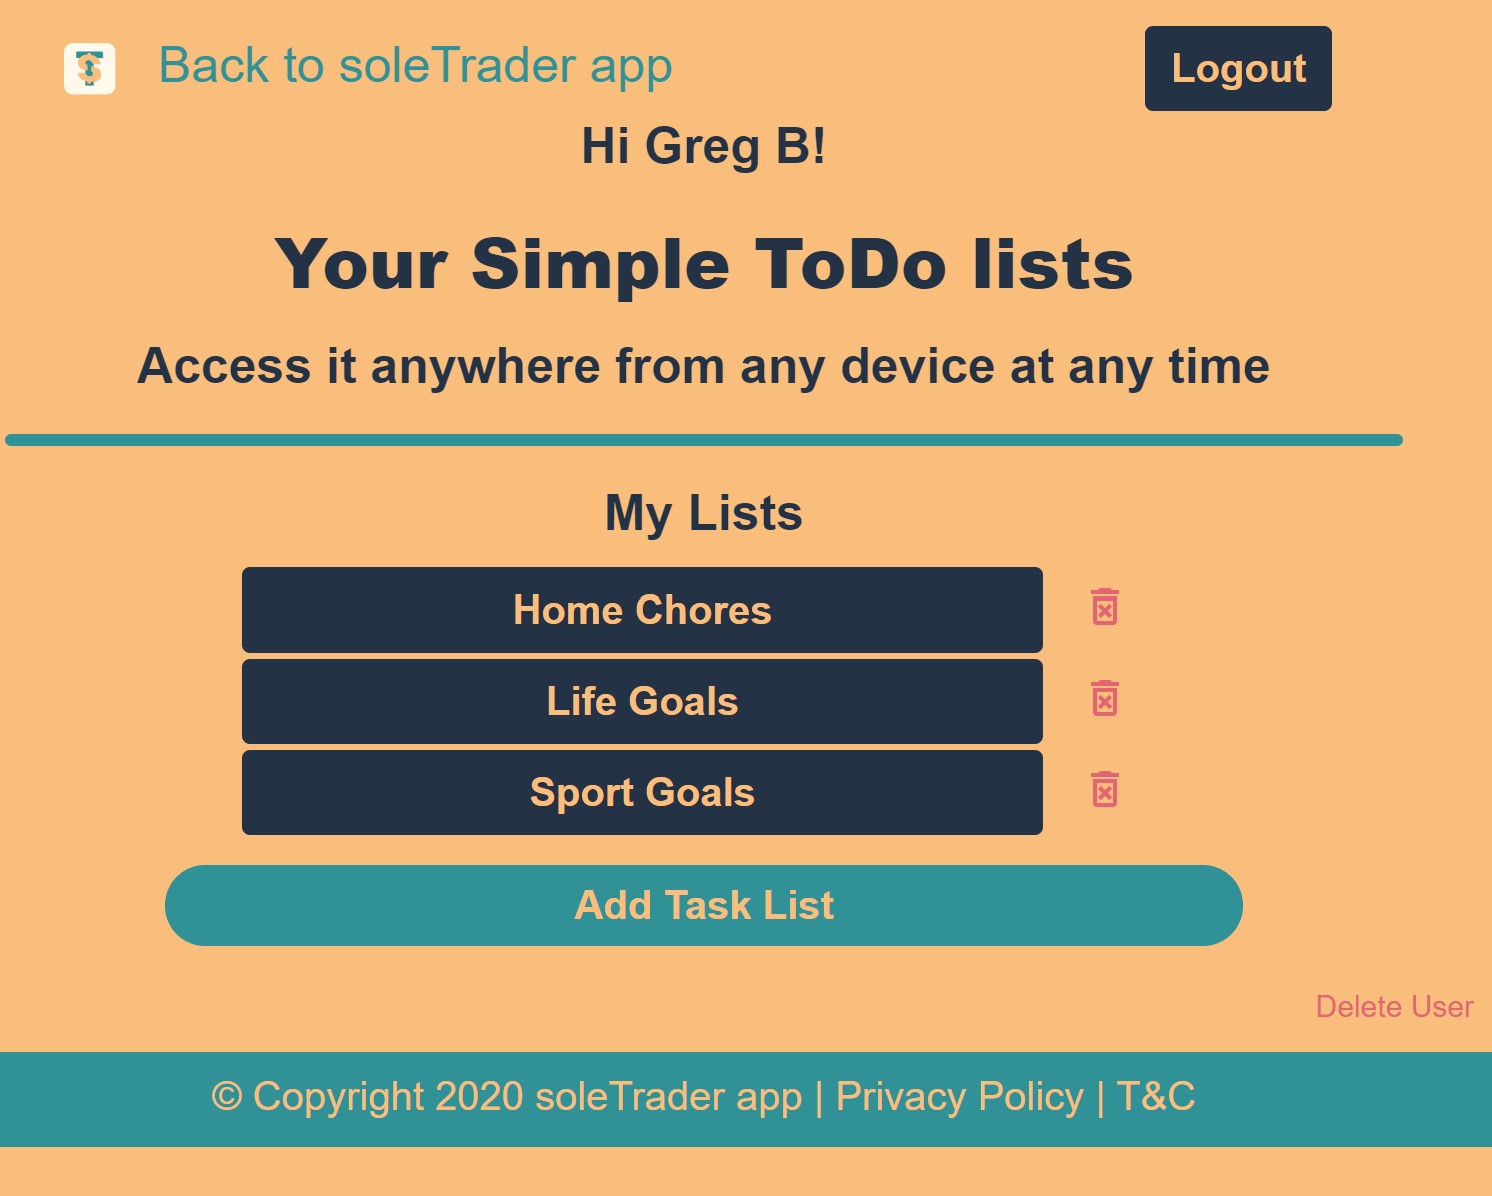 Back to soleTrader app
Logout
Hi Greg B!
Your Simple ToDo lists
Access it anywhere from any device at any time
My Lists
Home Chores
Life Goals
Sport Goals
Add Task List
Delete User
© Copyright 2020 soleTrader app | Privacy Policy | T&C